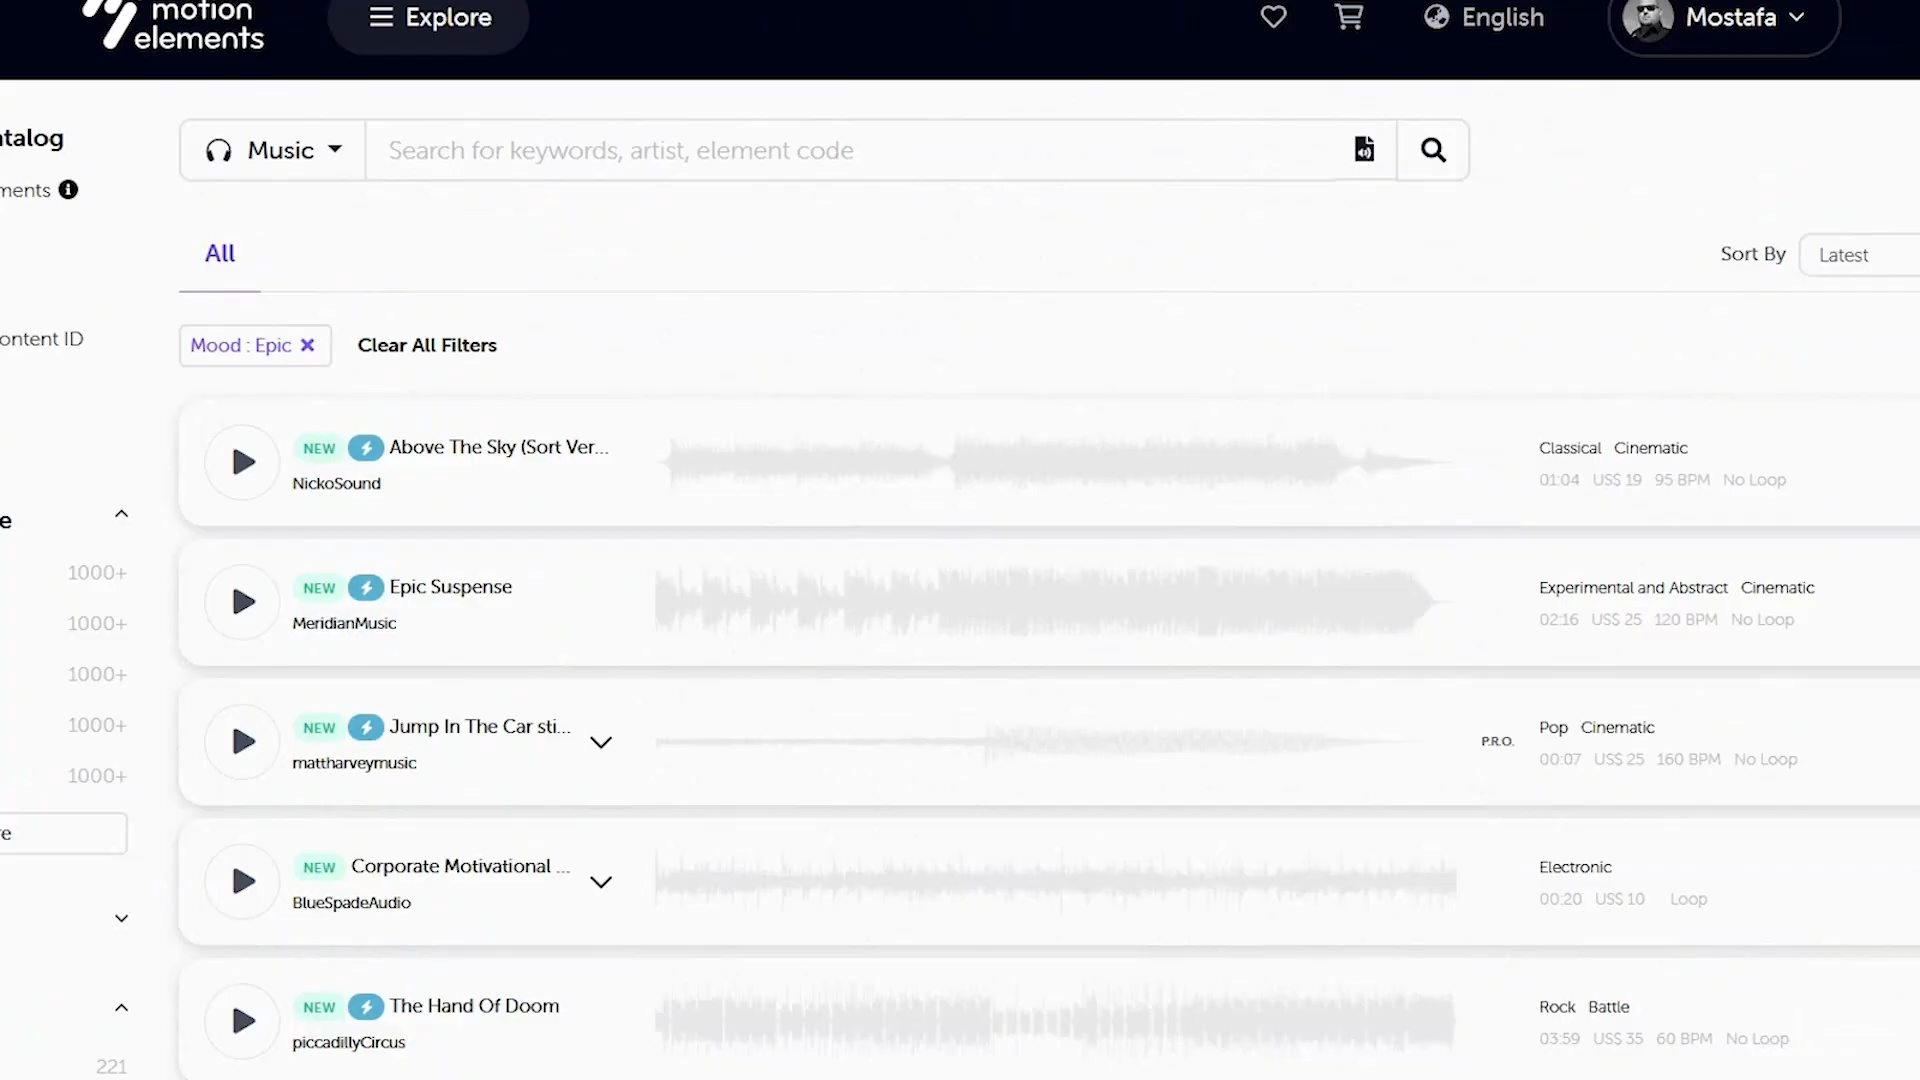 motion
elements
Explore
English
Mostafa
atalog
ments
Music
Search for keywords, artist, element code
All
Sort By
Latest
ontent ID
Mood : Epic
Clear All Filters
NEW
Above The Sky (Sort Ver...
NickoSound
Classical Cinematic
01:04 US$ 19 95 BPM No Loop
e
1000+
NEW
Epic Suspense
MeridianMusic
Experimental and Abstract Cinematic
02:16 US$ 25 120 BPM No Loop
1000+
1000+
NEW
Jump In The Car sti...
mattharveymusic
P.R.O.
Pop Cinematic
00:07 US$ 25 160 BPM No Loop
1000+
1000+
e
NEW
Corporate Motivational ...
BlueSpadeAudio
Electronic
00:20 US$ 10 Loop
NEW
The Hand Of Doom
piccadillyCircus
Rock Battle
03:59 US$ 35 60 BPM No Loop
221